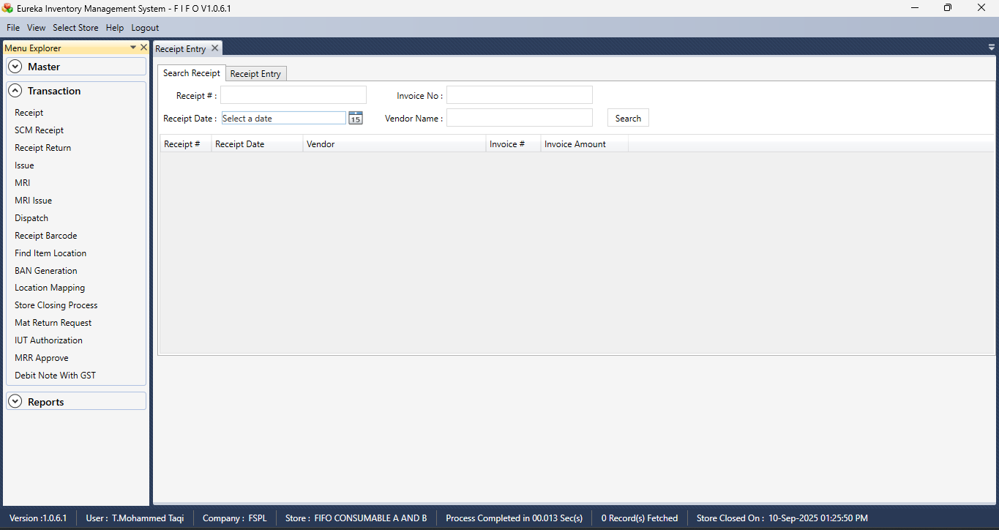 Eureka Inventory Management System - F I F O V1.0.6.1
File View Select Store Help Logout
Menu Explorer
Master
Transaction
Receipt
SCM Receipt
Receipt Return
Issue
MRI
MRI Issue
Dispatch
Receipt Barcode
Find Item Location
BAN Generation
Location Mapping
Store Closing Process
Mat Return Request
IUT Authorization
MRR Approve
Debit Note With GST
Reports
Receipt Entry
Search Receipt Receipt Entry
Receipt # : Invoice No :
Receipt Date : Select a date 15 Vendor Name : Search
Receipt # Receipt Date Vendor Invoice # Invoice Amount
Version :1.0.6.1 User : T.Mohammed Taqi Company : FSPL Store : FIFO CONSUMABLE A AND B Process Completed in 00.013 Sec(s) 0 Record(s) Fetched Store Closed On : 10-Sep-2025 01:25:50 PM